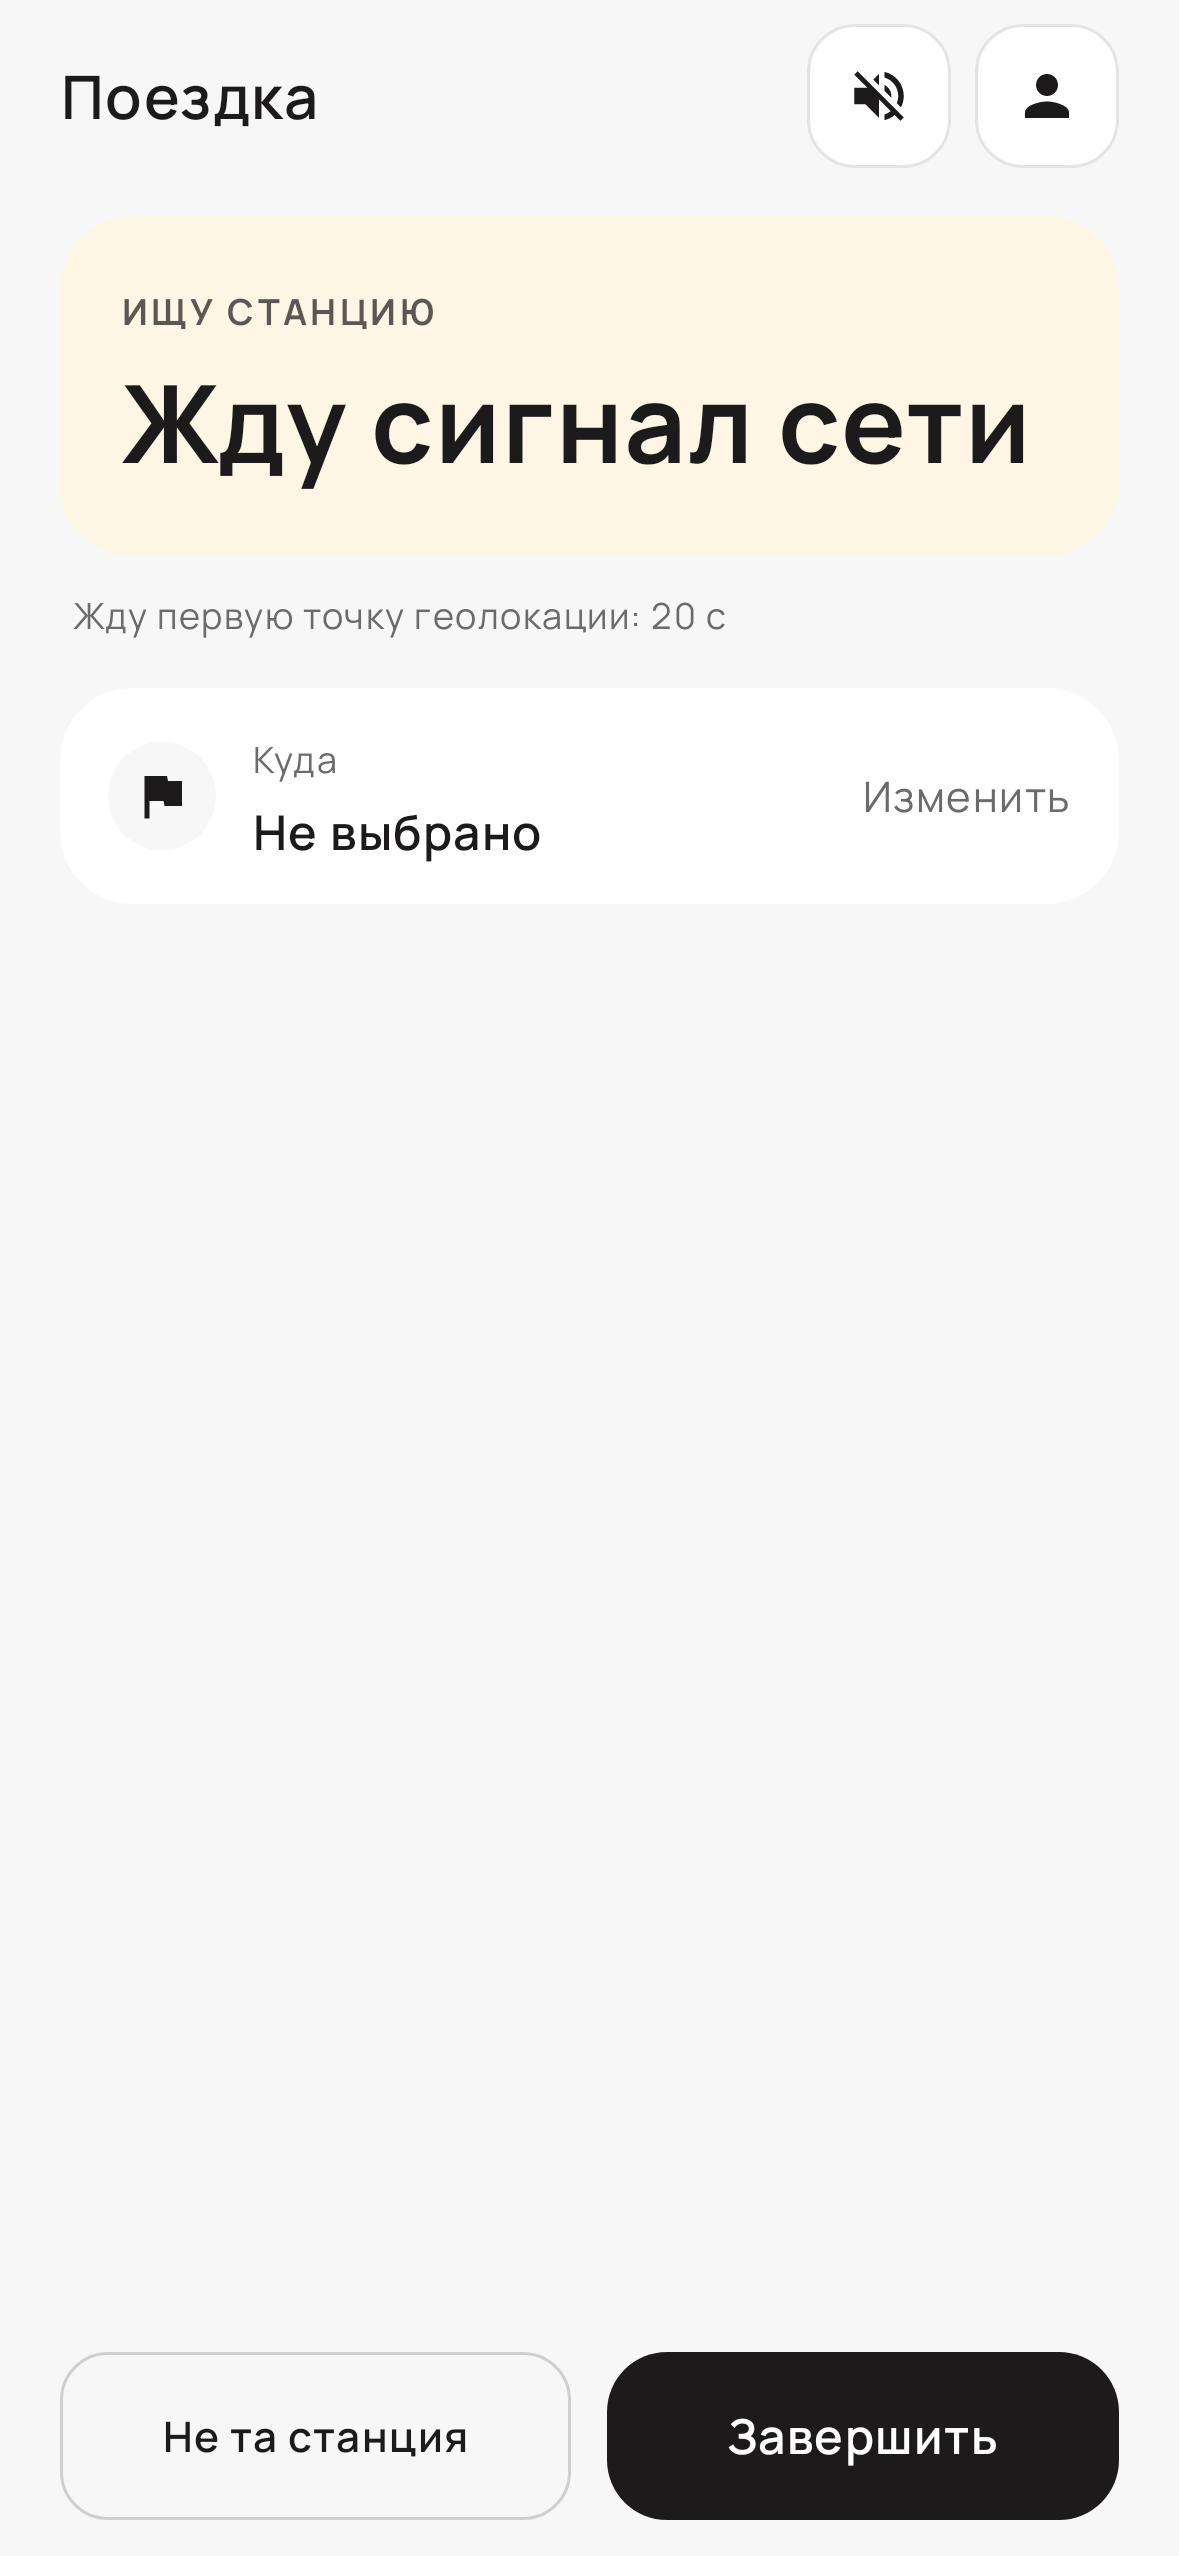 Поездка
ИЩУ СТАНЦИЮ
Жду сигнал сети
Жду первую точку геолокации: 20 с
Куда
Не выбрано
Изменить
Не та станция
Завершить